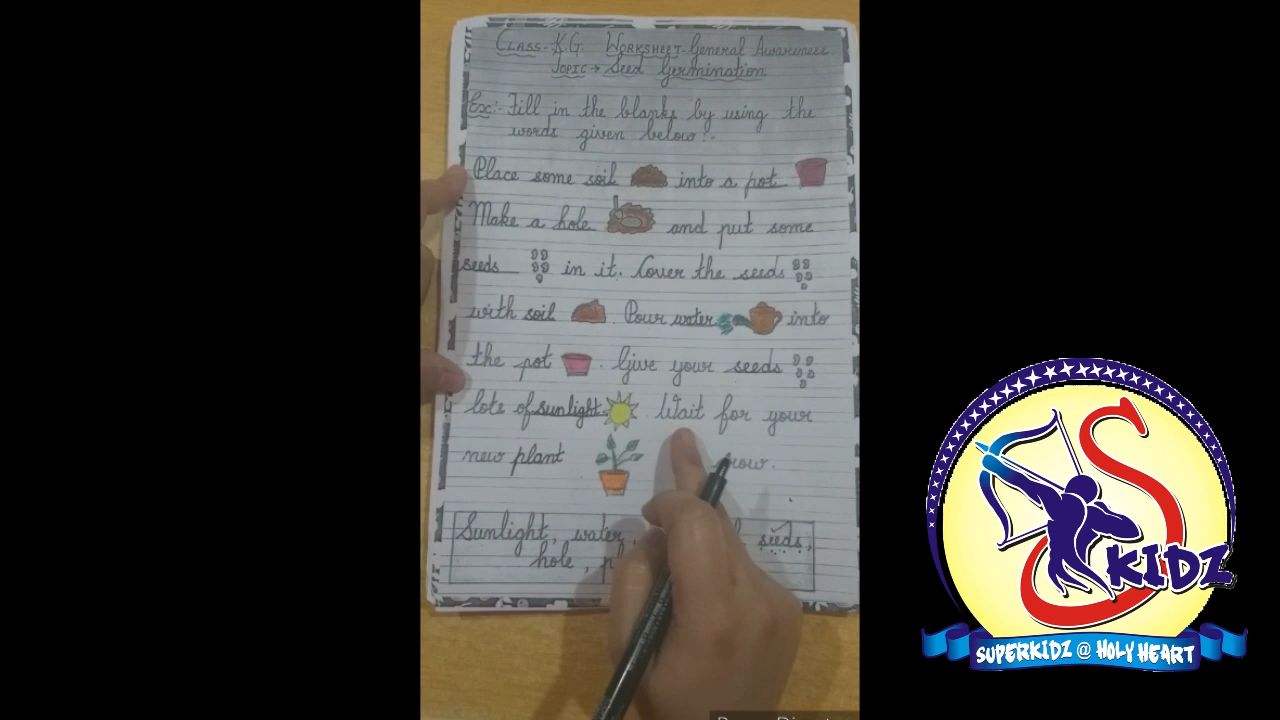 CLASS-K.G. WORKSHEET-General Awareness
TOPIC→ Seed Germination
Ex:- Fill in the blanks by using the
words given below:-
Place some soil into a pot
Make a hole and put some
seeds in it. Cover the seeds
with soil . Pour water into
the pot . Give your seeds
lots of sunlight . Wait for your
new plant
Sunlight, water, seeds,
hole,
S
KIDZ
SUPERKIDZ @ HOLY HEART